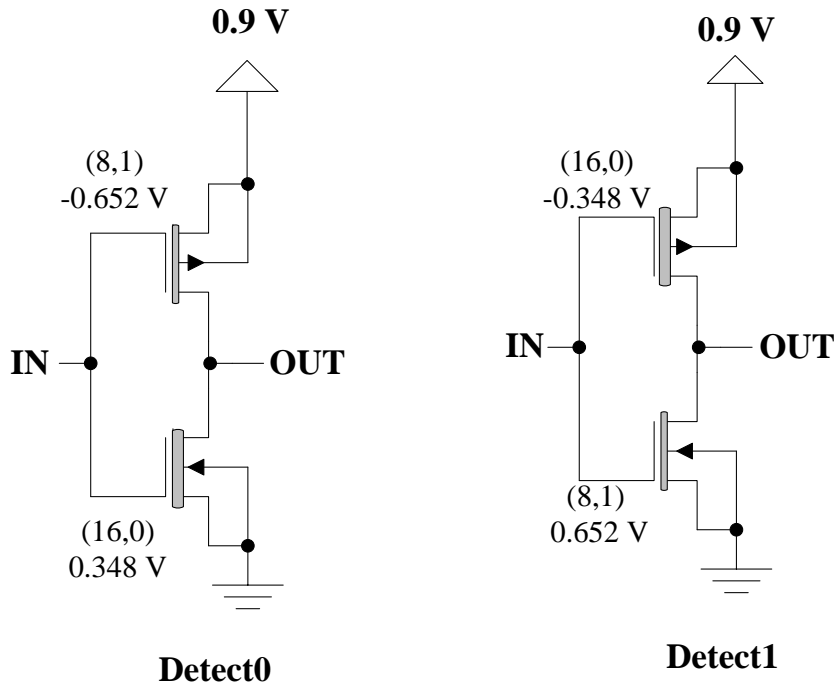 0.9 V
(8,1)
-0.652 V
IN
OUT
(16,0)
0.348 V
Detect0
0.9 V
(16,0)
-0.348 V
IN
OUT
(8,1)
0.652 V
Detect1